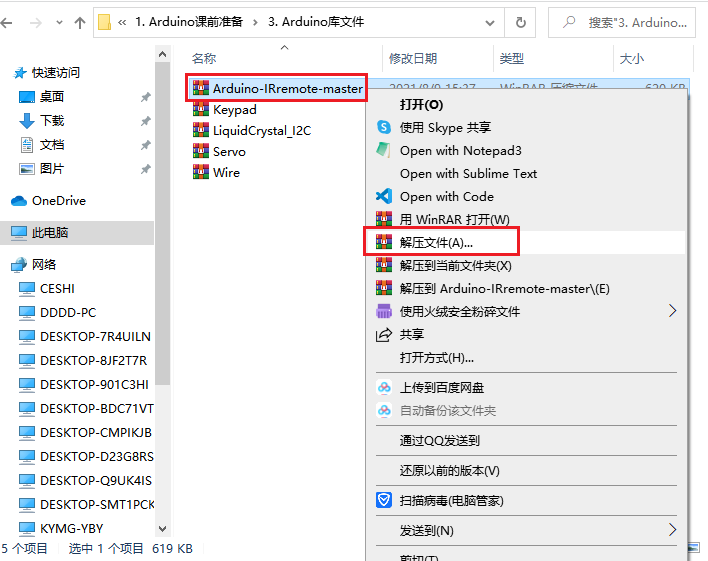 « 1. Arduino课前准备 › 3. Arduino库文件
搜索"3. Arduino...
名称 修改日期 类型 大小
快速访问
桌面
下载
文档
图片
OneDrive
此电脑
网络
CESHI
DDDD-PC
DESKTOP-7R4UILN
DESKTOP-8JF2T7R
DESKTOP-901C3HI
DESKTOP-BDC71VT
DESKTOP-CMPIKJB
DESKTOP-D23G8RS
DESKTOP-Q9UK4IS
DESKTOP-SMT1PCK
KYMG-YBY
Arduino-IRremote-master 2021/8/9 15:27 WinRAR 压缩文件 620 KB
Keypad
LiquidCrystal_I2C
Servo
Wire
打开(O)
使用 Skype 共享
Open with Notepad3
Open with Sublime Text
Open with Code
用 WinRAR 打开(W)
解压文件(A)...
解压到当前文件夹(X)
解压到 Arduino-IRremote-master\(E)
使用火绒安全粉碎文件
共享
打开方式(H)...
上传到百度网盘
自动备份该文件夹
通过QQ发送到
还原以前的版本(V)
扫描病毒(电脑管家)
发送到(N)
剪切(T)
5 个项目 选中 1 个项目 619 KB